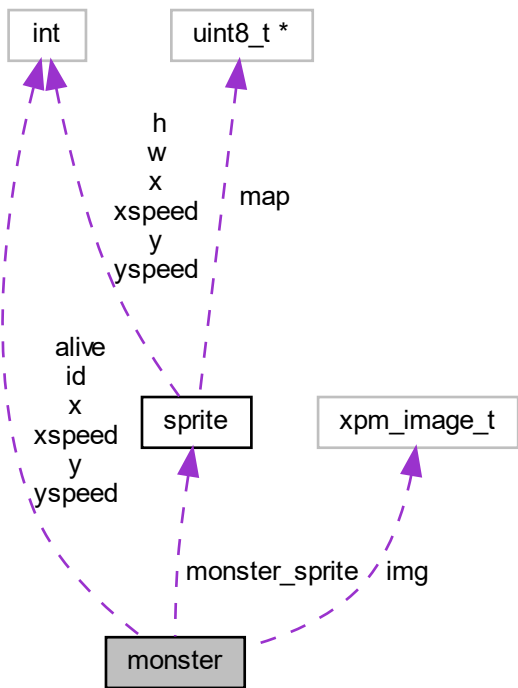 int
uint8_t *
h
w
x
xspeed
y
yspeed
map
alive
id
x
xspeed
y
yspeed
sprite
xpm_image_t
monster_sprite
img
monster